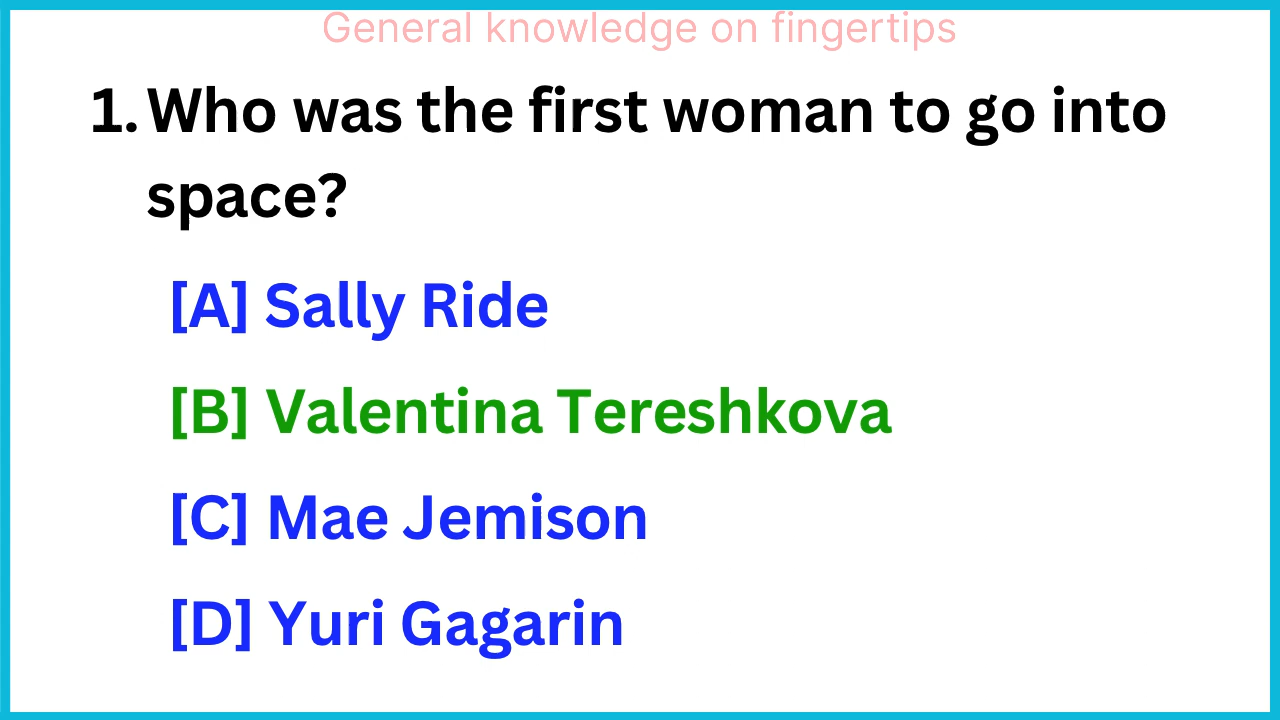 General knowledge on fingertips
1. Who was the first woman to go into
space?
[A] Sally Ride
[B] Valentina Tereshkova
[C] Mae Jemison
[D] Yuri Gagarin